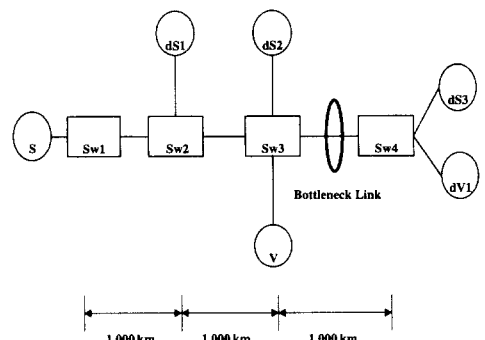 dS1
dS2
dS3
S
Sw1
Sw2
Sw3
Sw4
dV1
Bottleneck Link
V
1,000 km
1,000 km
1,000 km